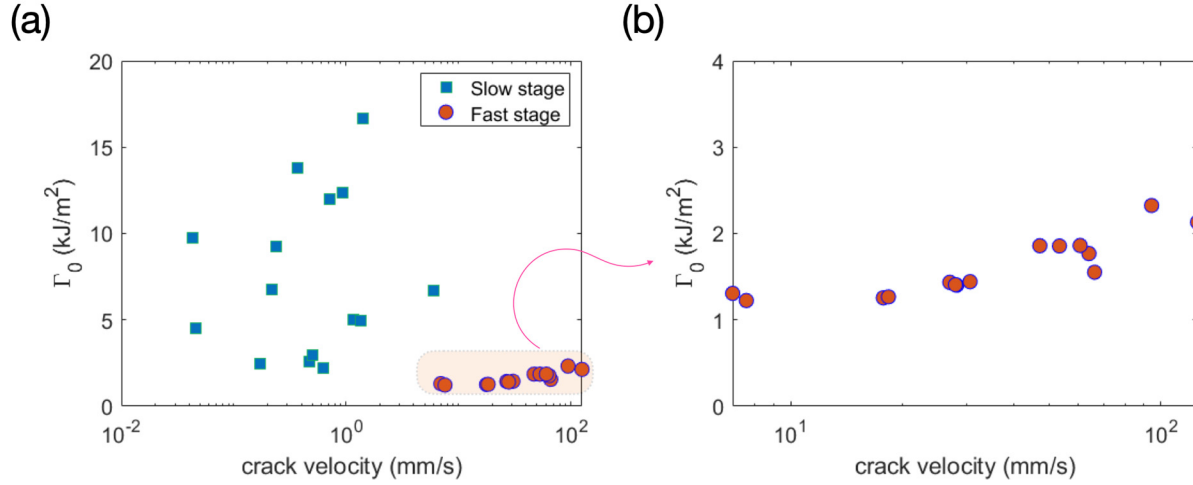 (a)
20
15
10
5
0
Γ₀ (kJ/m²)
10⁻²
10⁰
10²
crack velocity (mm/s)
Slow stage
Fast stage
(b)
4
3
2
1
0
Γ₀ (kJ/m²)
10¹
10²
crack velocity (mm/s)